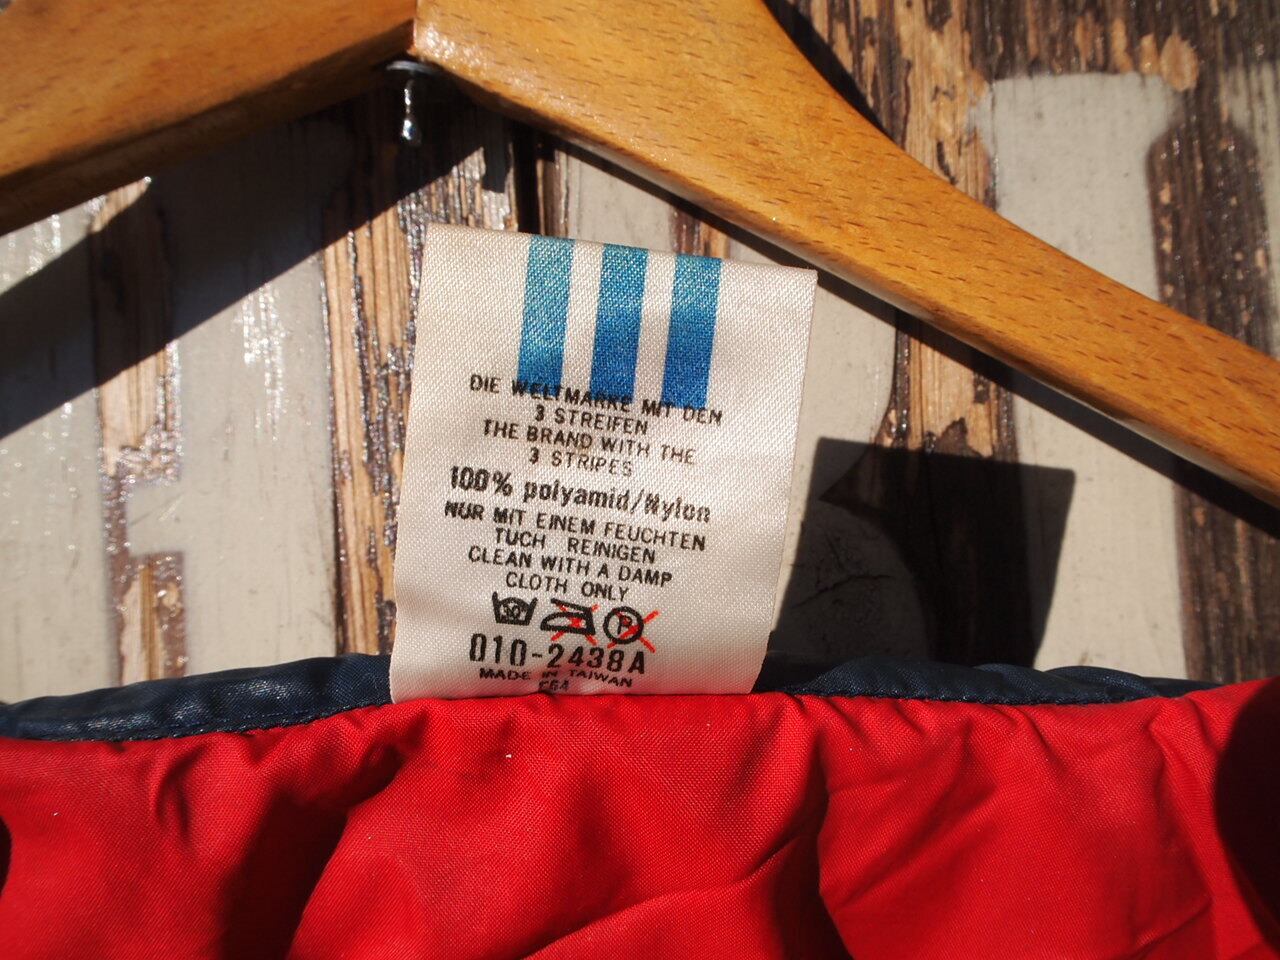 DIE WELTMARKE MIT DEN
3 STREIFEN
THE BRAND WITH THE
3 STRIPES
100% polyamid/Nylon
NUR MIT EINEM FEUCHTEN
TUCH REINIGEN
CLEAN WITH A DAMP
CLOTH ONLY
P
010-2438A
MADE IN TAIWAN